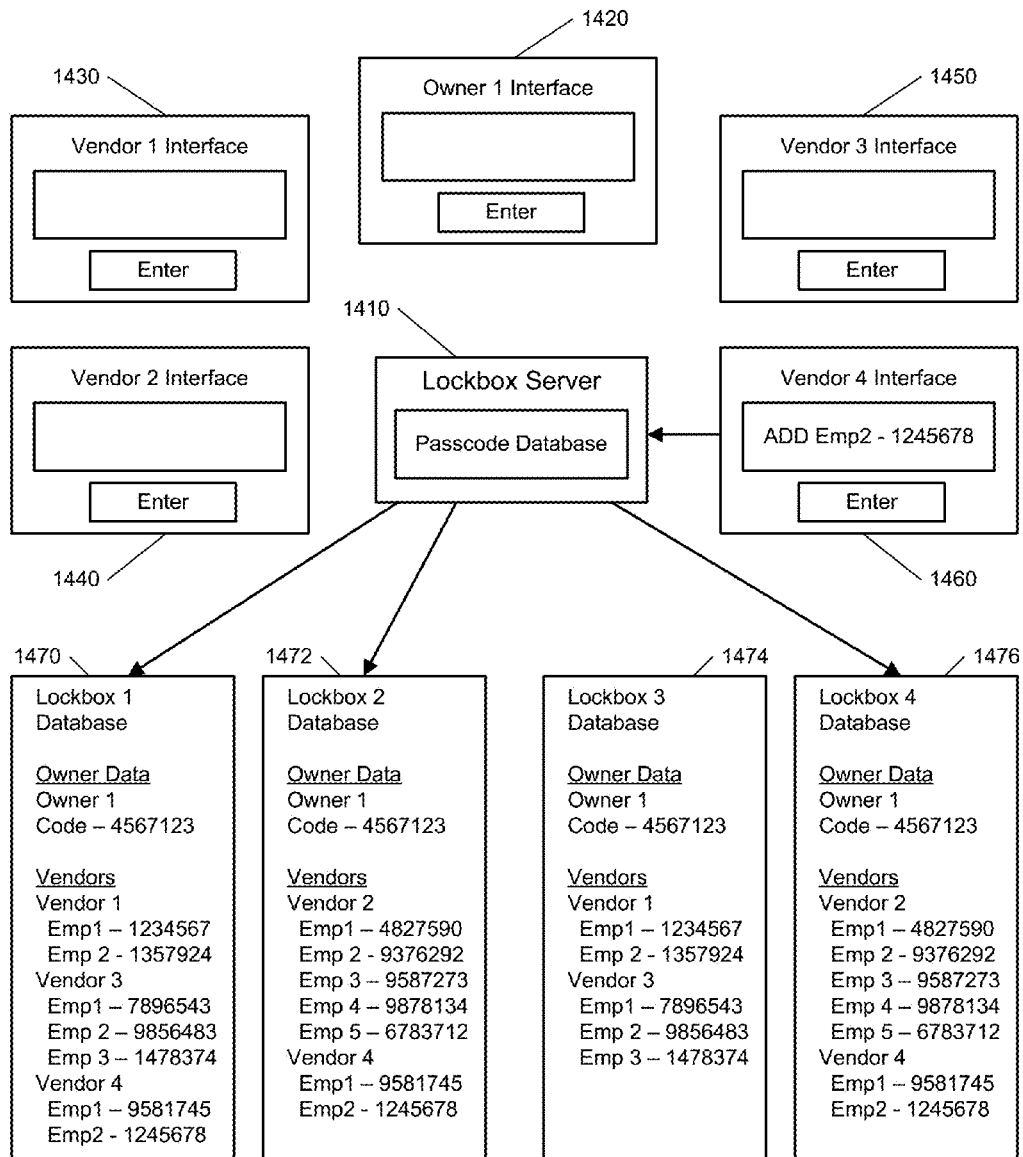 1420
1430
1450
Owner 1 Interface
Enter
Vendor 1 Interface
Enter
Vendor 3 Interface
Enter
1410
Vendor 2 Interface
Enter
Lockbox Server
Passcode Database
Vendor 4 Interface
ADD Emp2 - 1245678
Enter
1440
1460
1470
1472
1474
1476
Lockbox 1
Database
Owner Data
Owner 1
Code – 4567123
Vendors
Vendor 1
Emp1 – 1234567
Emp 2 - 1357924
Vendor 3
Emp1 – 7896543
Emp 2 – 9856483
Emp 3 – 1478374
Vendor 4
Emp1 – 9581745
Emp2 - 1245678
Lockbox 2
Database
Owner Data
Owner 1
Code – 4567123
Vendors
Vendor 2
Emp1 – 4827590
Emp 2 - 9376292
Emp 3 – 9587273
Emp 4 – 9878134
Emp 5 – 6783712
Vendor 4
Emp1 – 9581745
Emp2 - 1245678
Lockbox 3
Database
Owner Data
Owner 1
Code – 4567123
Vendors
Vendor 1
Emp1 – 1234567
Emp 2 - 1357924
Vendor 3
Emp1 – 7896543
Emp 2 – 9856483
Emp 3 – 1478374
Lockbox 4
Database
Owner Data
Owner 1
Code – 4567123
Vendors
Vendor 2
Emp1 – 4827590
Emp 2 - 9376292
Emp 3 – 9587273
Emp 4 – 9878134
Emp 5 – 6783712
Vendor 4
Emp1 – 9581745
Emp2 - 1245678